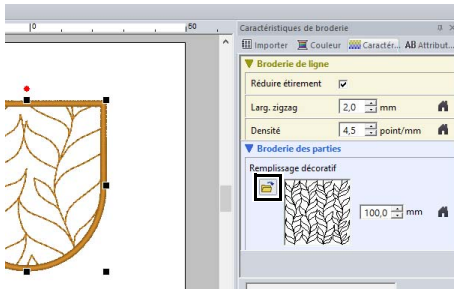 0
50
Caractéristiques de broderie
Importer Couleur Caractér... AB Attribut...
Broderie de ligne
Réduire étirement
Larg. zigzag 2,0 mm
Densité 4,5 point/mm
Broderie des parties
Remplissage décoratif
100,0 mm